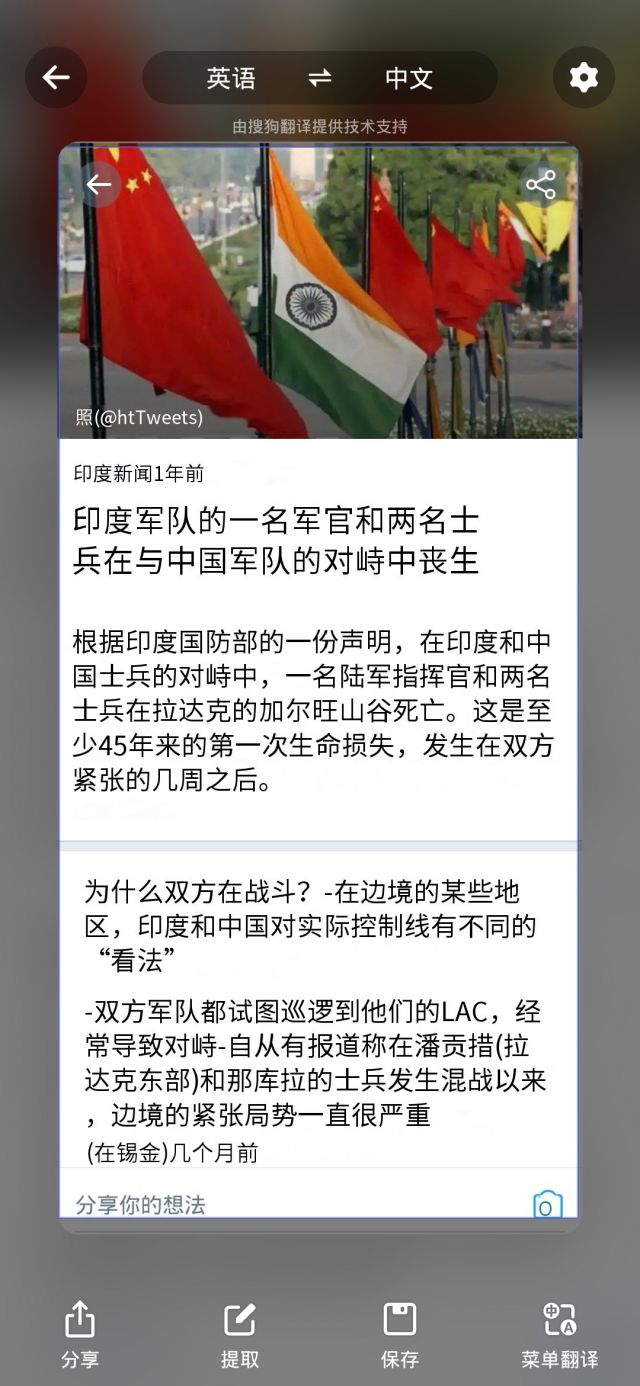 英语 ⇌ 中文
由搜狗翻译提供技术支持
照(@htTweets)
印度新闻1年前
印度军队的一名军官和两名士
兵在与中国军队的对峙中丧生
根据印度国防部的一份声明，在印度和中
国士兵的对峙中，一名陆军指挥官和两名
士兵在拉达克的加尔旺山谷死亡。这是至
少45年来的第一次生命损失，发生在双方
紧张的几周之后。
为什么双方在战斗？-在边境的某些地
区，印度和中国对实际控制线有不同的
“看法”
-双方军队都试图巡逻到他们的LAC，经
常导致对峙-自从有报道称在潘贡措(拉
达克东部)和那库拉的士兵发生混战以来
，边境的紧张局势一直很严重
(在锡金)几个月前
分享你的想法
分享 提取 保存 菜单翻译